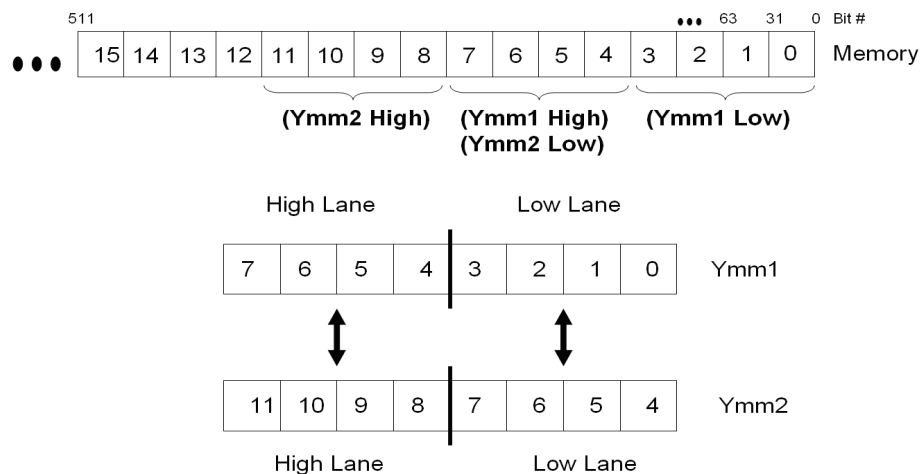 511 ••• 63 31 0 Bit #
••• 15 14 13 12 11 10 9 8 7 6 5 4 3 2 1 0 Memory
(Ymm2 High) (Ymm1 High) (Ymm1 Low)
(Ymm2 Low)
High Lane Low Lane
7 6 5 4 3 2 1 0 Ymm1
11 10 9 8 7 6 5 4 Ymm2
High Lane Low Lane